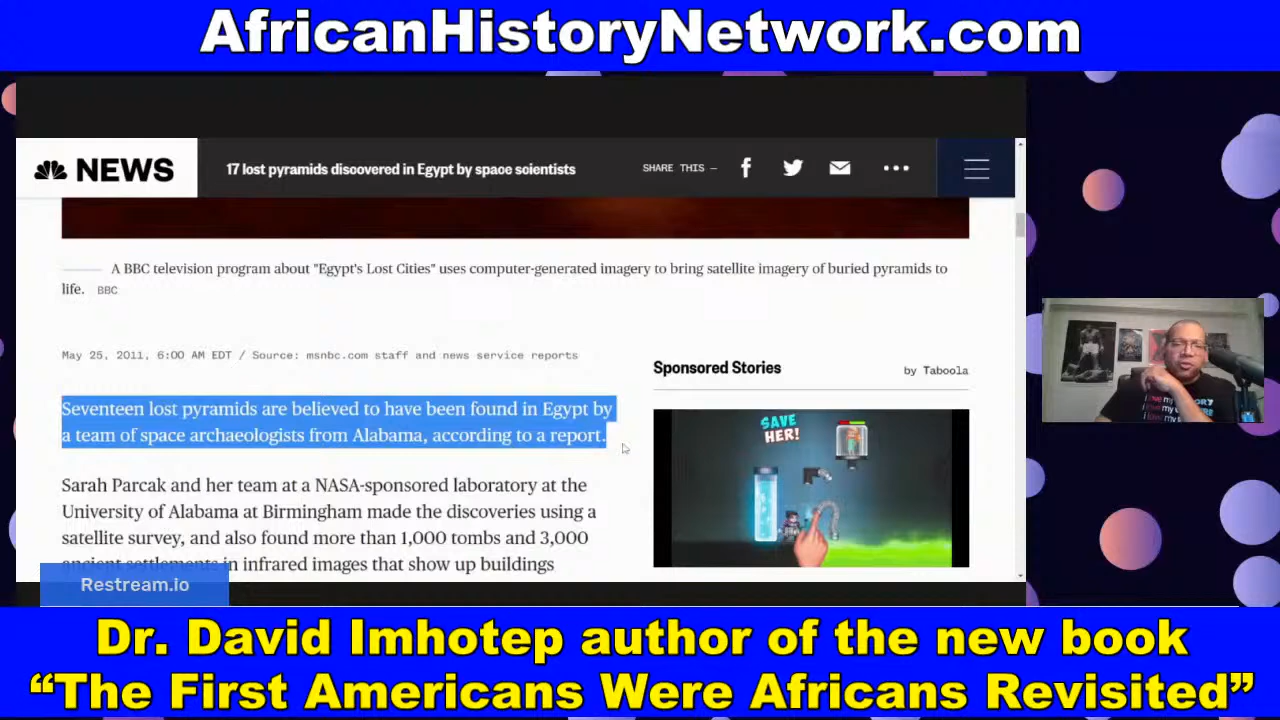 AfricanHistoryNetwork.com
NEWS
17 lost pyramids discovered in Egypt by space scientists
SHARE THIS —
A BBC television program about "Egypt's Lost Cities" uses computer-generated imagery to bring satellite imagery of buried pyramids to
life. BBC
May 25, 2011, 6:00 AM EDT / Source: msnbc.com staff and news service reports
Seventeen lost pyramids are believed to have been found in Egypt by
a team of space archaeologists from Alabama, according to a report.
Sponsored Stories
by Taboola
SAVE
HER!
Sarah Parcak and her team at a NASA-sponsored laboratory at the
University of Alabama at Birmingham made the discoveries using a
satellite survey, and also found more than 1,000 tombs and 3,000
ancient settlements in infrared images that show up buildings
Restream.io
Dr. David Imhotep author of the new book
“The First Americans Were Africans Revisited”